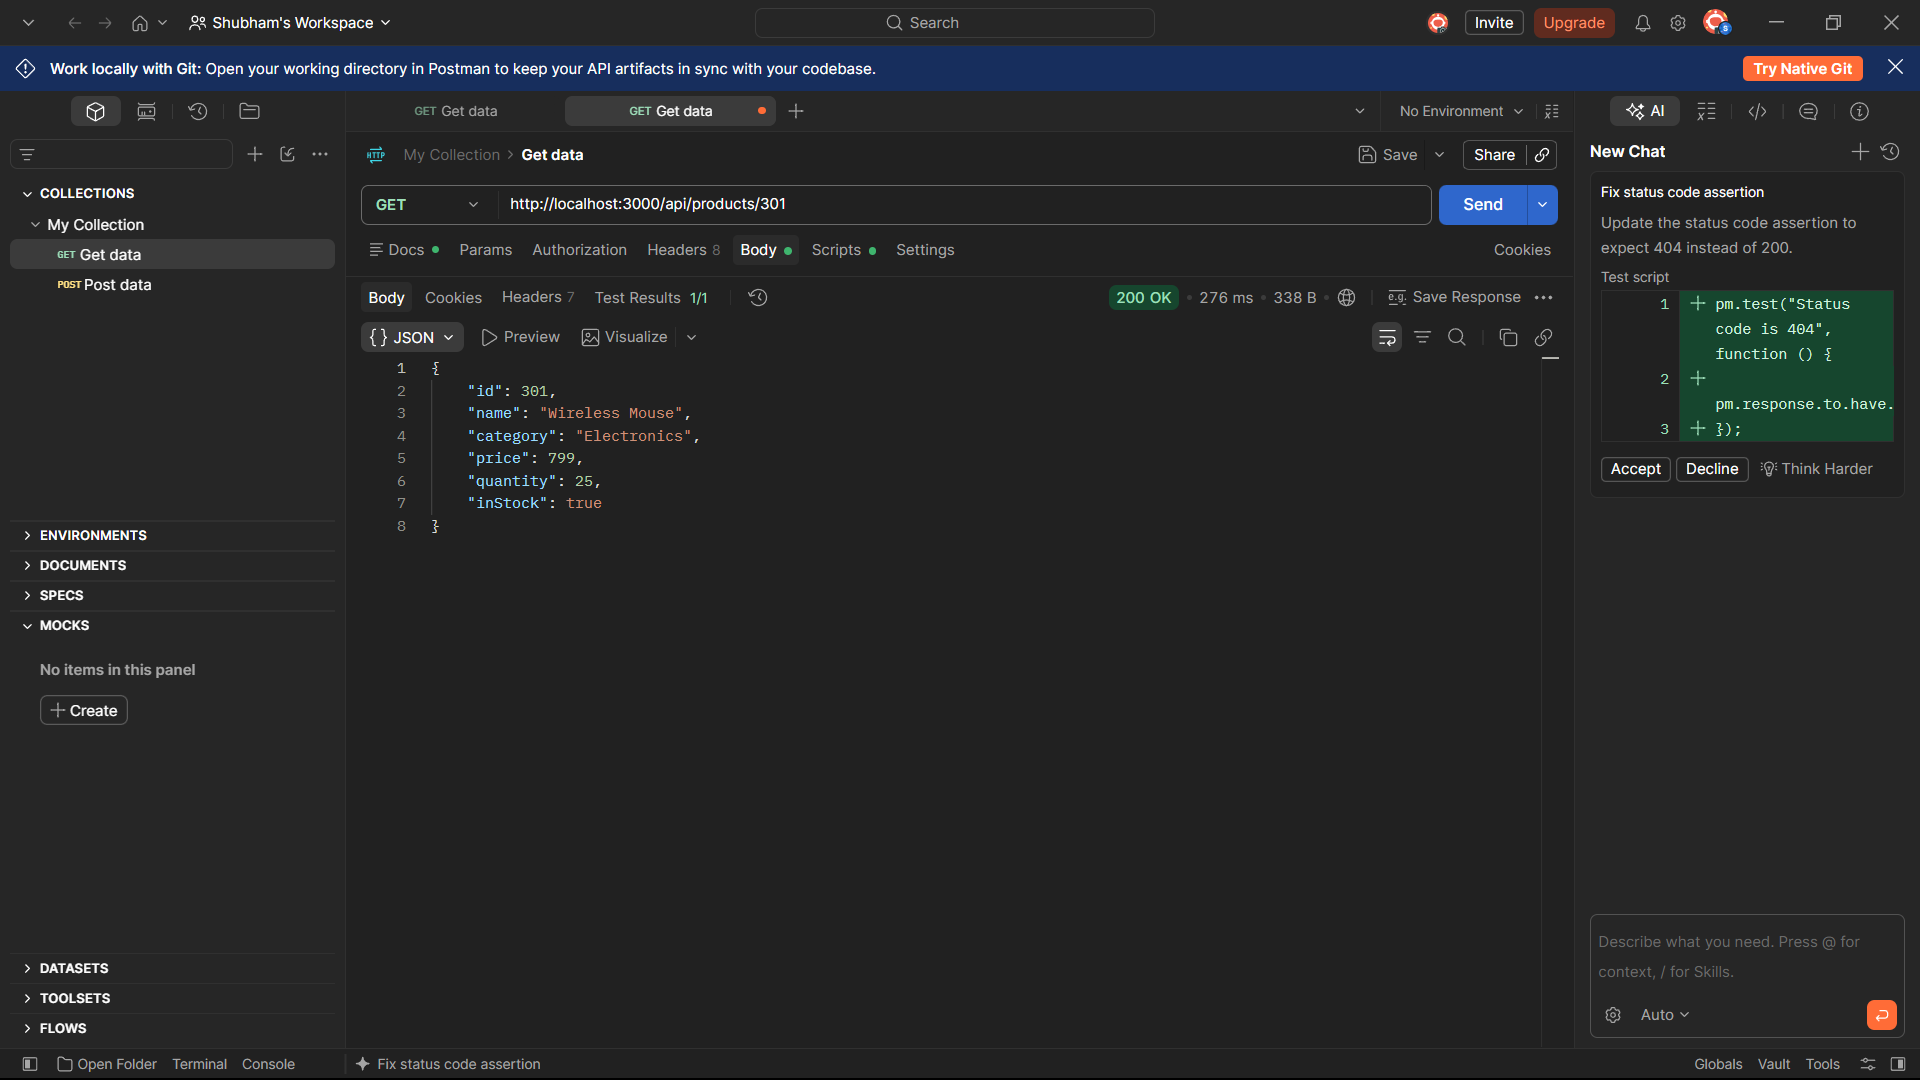 Shubham's Workspace
Search
Invite
Upgrade
Work locally with Git: Open your working directory in Postman to keep your API artifacts in sync with your codebase.
Try Native Git
COLLECTIONS
My Collection
GET Get data
POST Post data
ENVIRONMENTS
DOCUMENTS
SPECS
MOCKS
No items in this panel
Create
DATASETS
TOOLSETS
FLOWS
GET Get data
GET Get data
No Environment
HTTP My Collection > Get data
Save
Share
GET
http://localhost:3000/api/products/301
Send
Docs
Params
Authorization
Headers 8
Body
Scripts
Settings
Cookies
Body
Cookies
Headers 7
Test Results 1/1
200 OK
276 ms
338 B
e.g. Save Response
{} JSON
Preview
Visualize
1 {
2 "id": 301,
3 "name": "Wireless Mouse",
4 "category": "Electronics",
5 "price": 799,
6 "quantity": 25,
7 "inStock": true
8 }
AI
New Chat
Fix status code assertion
Update the status code assertion to
expect 404 instead of 200.
Test script
1 + pm.test("Status
code is 404",
function () {
2 +
pm.response.to.have.
3 + });
Accept
Decline
Think Harder
Describe what you need. Press @ for
context, / for Skills.
Auto
Open Folder
Terminal
Console
Fix status code assertion
Globals
Vault
Tools